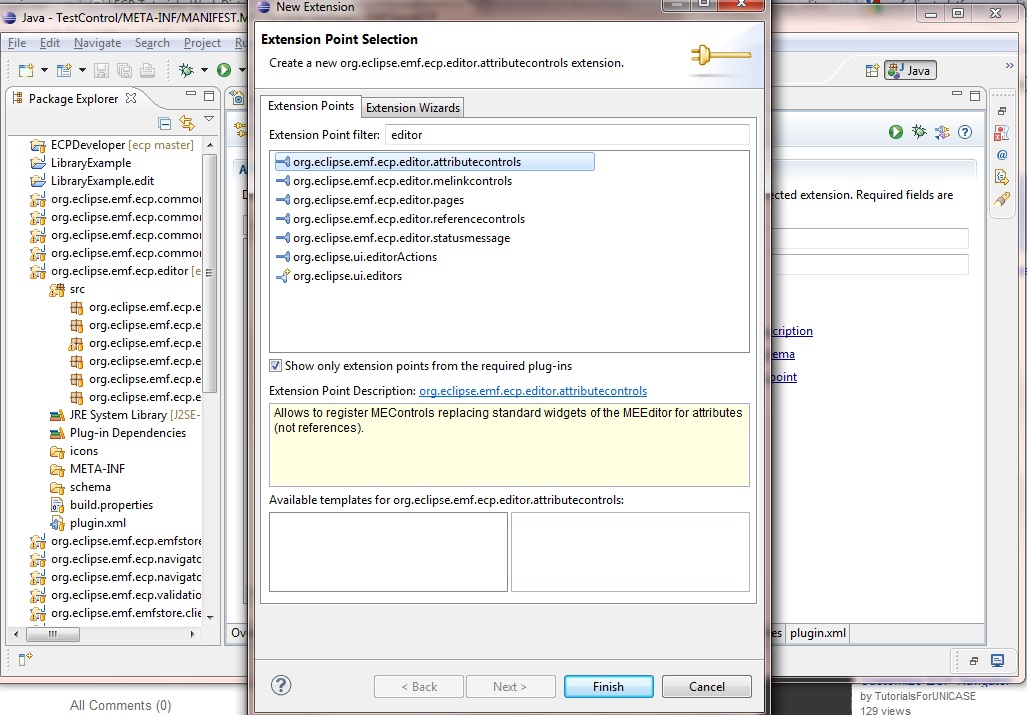 New Extension
Java - TestControl/META-INF/MANIFEST.M
File Edit Navigate Search Project Ru
Java
Package Explorer
ECPDeveloper [ecp master]
LibraryExample
LibraryExample.edit
org.eclipse.emf.ecp.commo
org.eclipse.emf.ecp.commo
org.eclipse.emf.ecp.commo
org.eclipse.emf.ecp.commo
org.eclipse.emf.ecp.editor [e
src
org.eclipse.emf.ecp.e
org.eclipse.emf.ecp.e
org.eclipse.emf.ecp.e
org.eclipse.emf.ecp.e
org.eclipse.emf.ecp.e
org.eclipse.emf.ecp.e
JRE System Library [J2SE-
Plug-in Dependencies
icons
META-INF
schema
build.properties
plugin.xml
org.eclipse.emf.ecp.emfstore
org.eclipse.emf.ecp.navigato
org.eclipse.emf.ecp.navigato
org.eclipse.emf.ecp.validatio
org.eclipse.emf.emfstore.clie
Extension Point Selection
Create a new org.eclipse.emf.ecp.editor.attributecontrols extension.
Extension Points Extension Wizards
Extension Point filter: editor
org.eclipse.emf.ecp.editor.attributecontrols
org.eclipse.emf.ecp.editor.melinkcontrols
org.eclipse.emf.ecp.editor.pages
org.eclipse.emf.ecp.editor.referencecontrols
org.eclipse.emf.ecp.editor.statusmessage
org.eclipse.ui.editorActions
org.eclipse.ui.editors
Show only extension points from the required plug-ins
Extension Point Description: org.eclipse.emf.ecp.editor.attributecontrols
Allows to register MEControls replacing standard widgets of the MEEditor for attributes
(not references).
Available templates for org.eclipse.emf.ecp.editor.attributecontrols:
< Back Next > Finish Cancel
ected extension. Required fields are
cription
ema
point
Ov
es plugin.xml
All Comments (0)
by TutorialsForUNICASE
129 views